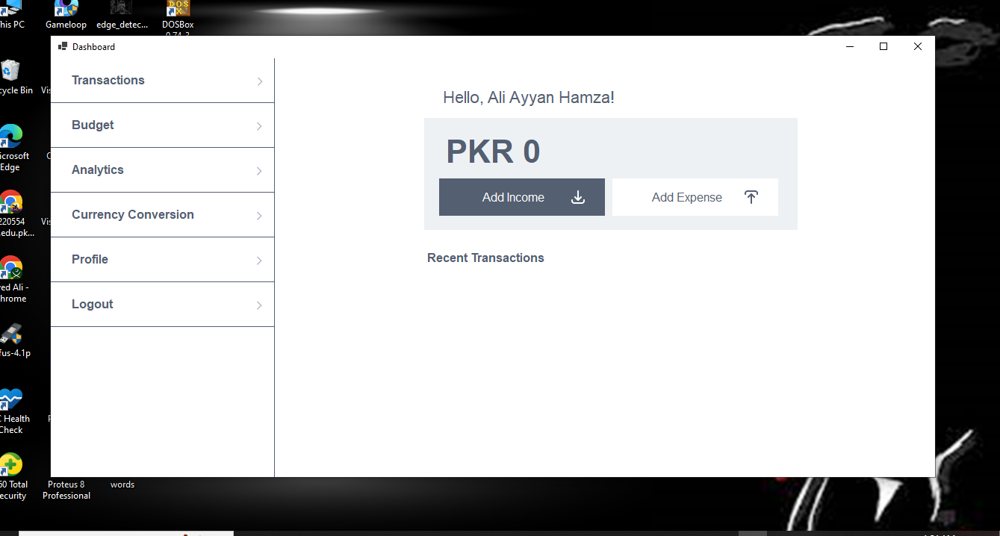 his PC
Gameloop
edge_detec...
DOSBox
0.74-3
Dashboard
Transactions
Budget
Analytics
Currency Conversion
Profile
Logout
Hello, Ali Ayyan Hamza!
PKR 0
Add Income
Add Expense
Recent Transactions
cycle Bin
Vis
icrosoft
Edge
220554
.edu.pk...
Vis
ed Ali -
hrome
fus-4.1p
Health
Check
60 Total
ecurity
Proteus 8
Professional
words